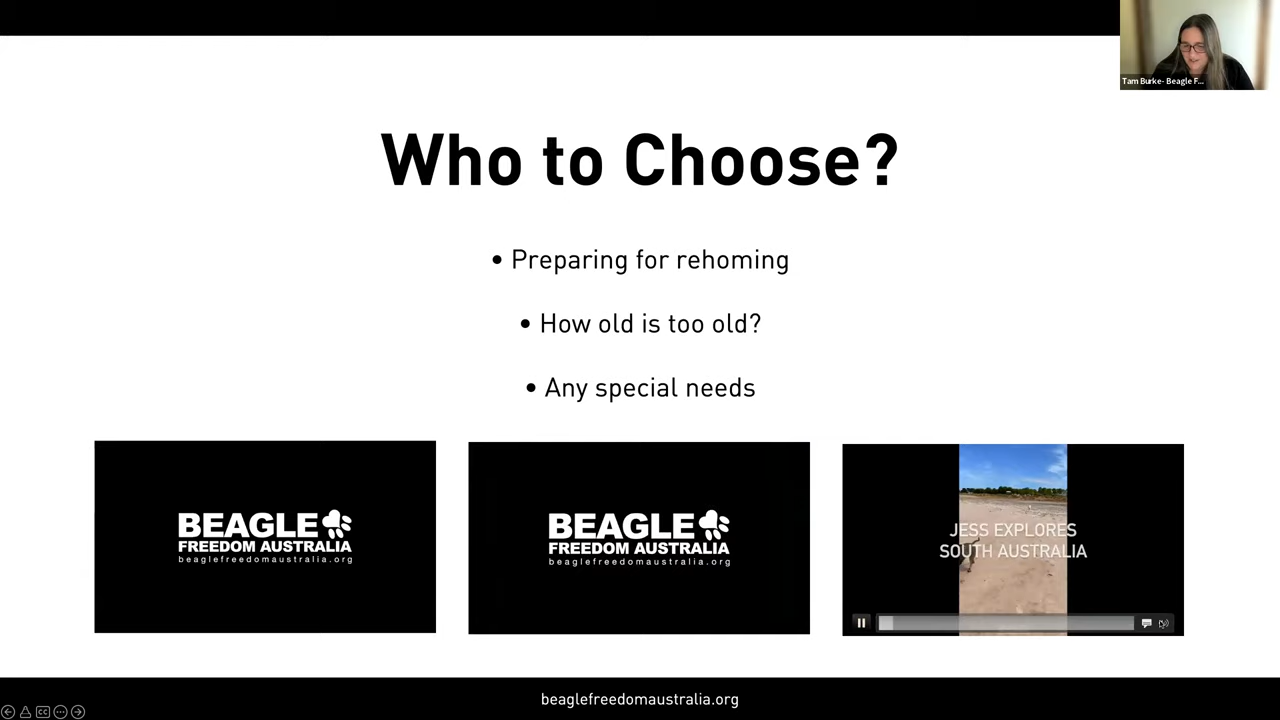 Tam Burke- Beagle F...
Who to Choose?
• Preparing for rehoming
• How old is too old?
• Any special needs
BEAGLE
FREEDOM AUSTRALIA
beaglefreedomaustralia.org
BEAGLE
FREEDOM AUSTRALIA
beaglefreedomaustralia.org
JESS EXPLORES
SOUTH AUSTRALIA
beaglefreedomaustralia.org
CC